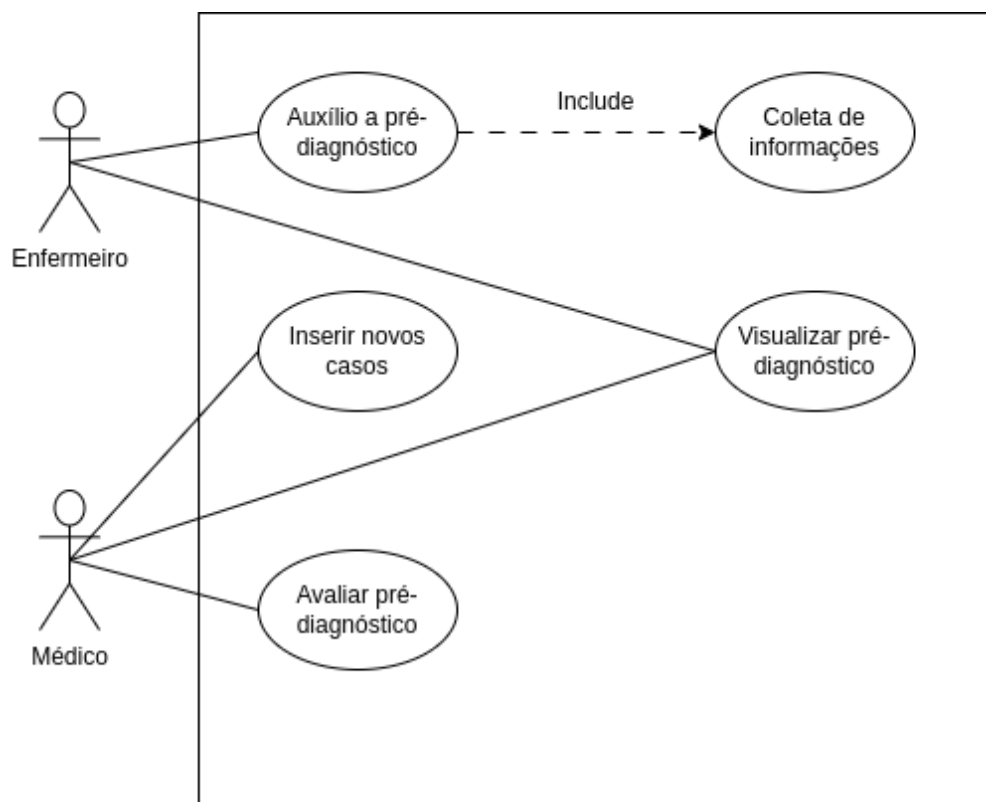 Auxílio a pré-
diagnóstico
Include
Coleta de
informações
Enfermeiro
Inserir novos
casos
Visualizar pré-
diagnóstico
Avaliar pré-
diagnóstico
Médico